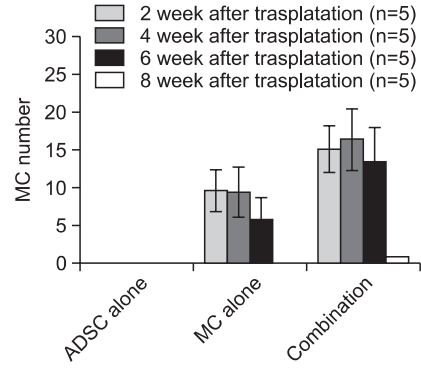 2 week after trasplatation (n=5)
4 week after trasplatation (n=5)
6 week after trasplatation (n=5)
8 week after trasplatation (n=5)
MC number
30
25
20
15
10
5
0
ADSC alone
MC alone
Combination